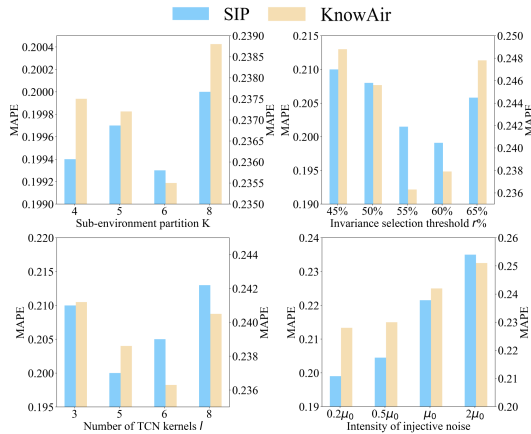 SIP KnowAir
0.2004 0.2390 0.215 0.250
0.2002 0.2385 0.248
0.2000 0.2380 0.210 0.246
0.2375 0.244
0.1998 0.2370 0.205 0.242
0.1996 0.2365 0.200 0.240
0.1994 0.2360 0.238
0.1992 0.2355 0.195 0.236
0.1990 0.2350 0.190
MAPE MAPE MAPE MAPE
4 5 6 8 45% 50% 55% 60% 65%
Sub-environment partition K Invariance selection threshold r%
0.220 0.244 0.24 0.26
0.215 0.242 0.23 0.25
0.210 0.240 0.22 0.24
0.205 0.238 0.21 0.23
0.200 0.236 0.20 0.22
0.195 0.19 0.21
0.20
MAPE MAPE MAPE MAPE
3 5 6 8 0.2μ₀ 0.5μ₀ μ₀ 2μ₀
Number of TCN kernels l Intensity of injective noise